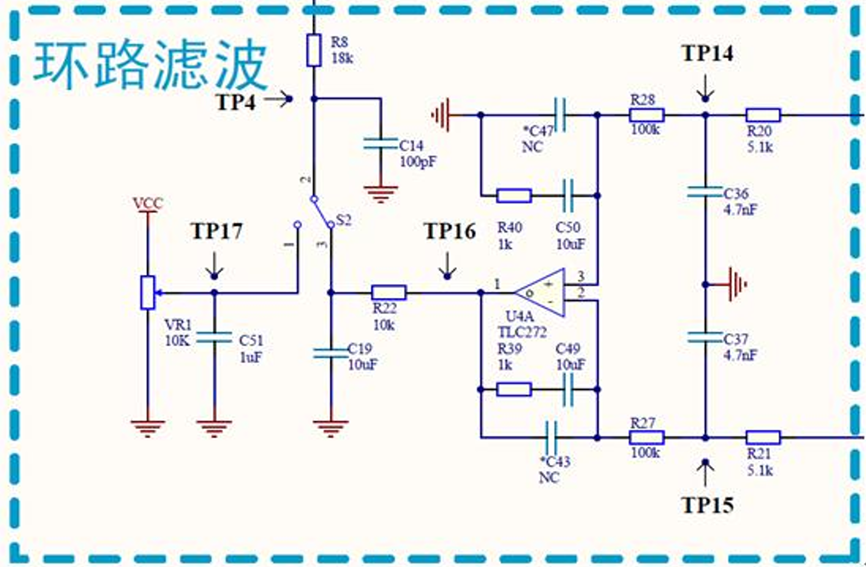 环路滤波
R8
18k
TP4
C14
100pF
2
VCC
S2
TP17
1
3
VR1
10K
C51
1uF
R22
10k
C19
10uF
TP16
TP14
*C47
NC
R28
100k
R20
5.1k
R40
1k
C50
10uF
C36
4.7nF
1
+
-
3
2
U4A
TLC272
R39
1k
C49
10uF
C37
4.7nF
*C43
NC
R27
100k
R21
5.1k
TP15